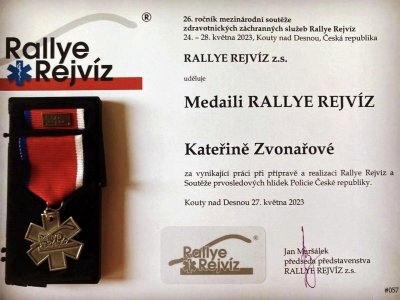 Rallye
Rejvíz
®
26. ročník mezinárodní soutěže
zdravotnických záchranných služeb Rallye Rejvíz
24. – 28. května 2023, Kouty nad Desnou, Česká republika
RALLYE REJVÍZ z.s.
uděluje
Medaili RALLYE REJVÍZ
Kateřině Zvonařové
za vynikající práci při přípravě a realizaci Rallye Rejvíz a
Soutěže prvosledových hlídek Policie České republiky.
Kouty nad Desnou 27. května 2023
Rallye
Rejvíz
®
Jan Maršálek
předseda představenstva
RALLYE REJVÍZ z.s.
#057